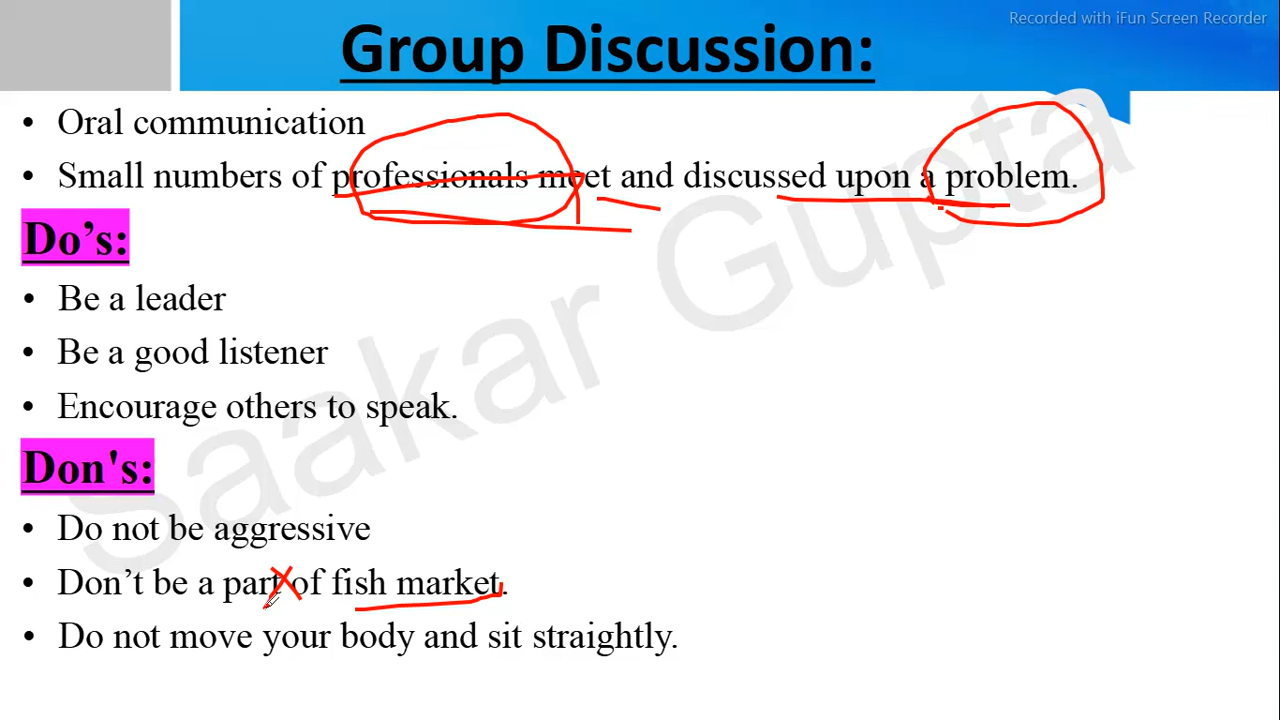 Recorded with iFun Screen Recorder
Group Discussion:
• Oral communication
• Small numbers of professionals meet and discussed upon a problem.
Do’s:
• Be a leader
• Be a good listener
• Encourage others to speak.
Don's:
• Do not be aggressive
• Don’t be a part of fish market.
• Do not move your body and sit straightly.
Saakar Gupta